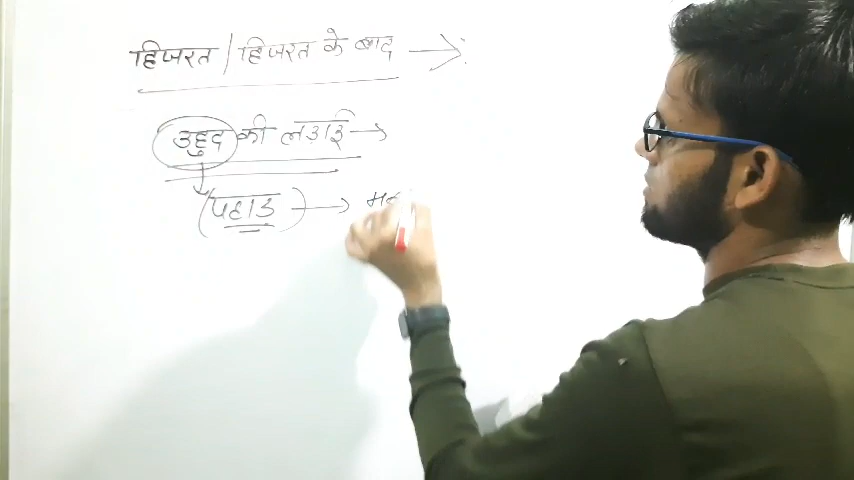 हिजरत / हिजरत के बाद →
उहुद की लड़ाई →
(पहाड) →